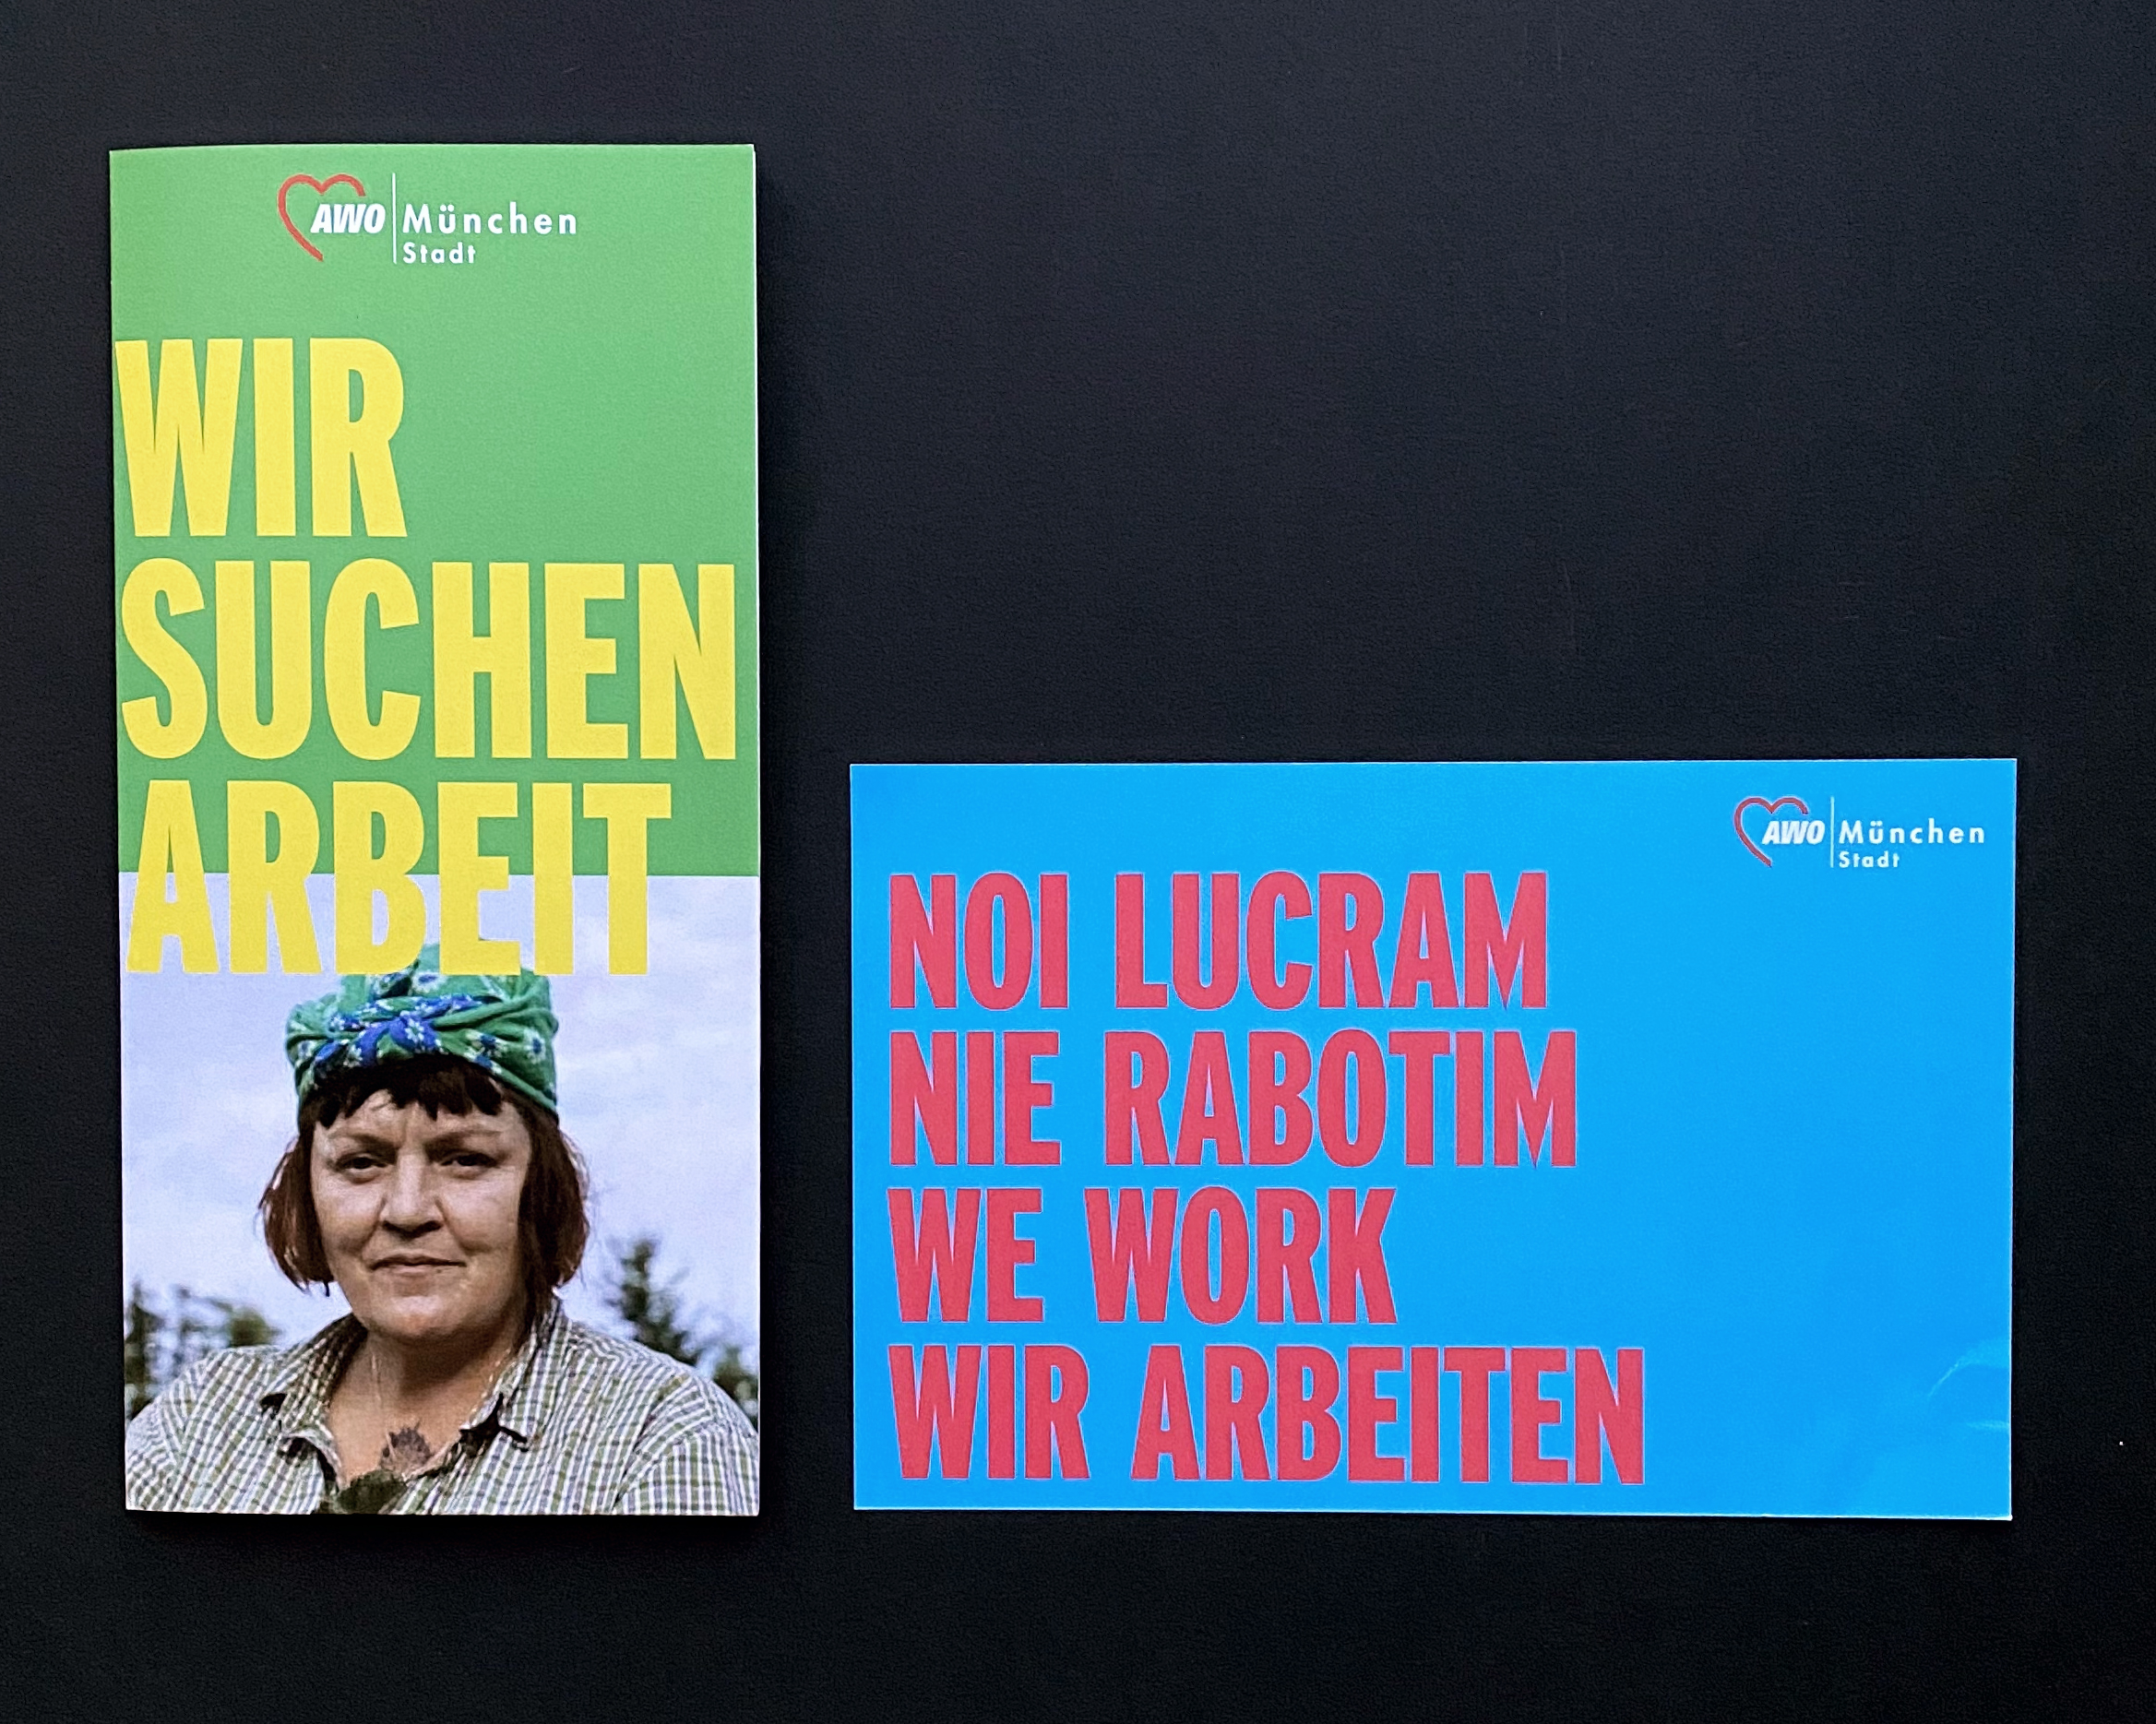 AWO München
Stadt
WIR
SUCHEN
ARBEIT
AWO München
Stadt
NOI LUCRAM
NIE RABOTIM
WE WORK
WIR ARBEITEN